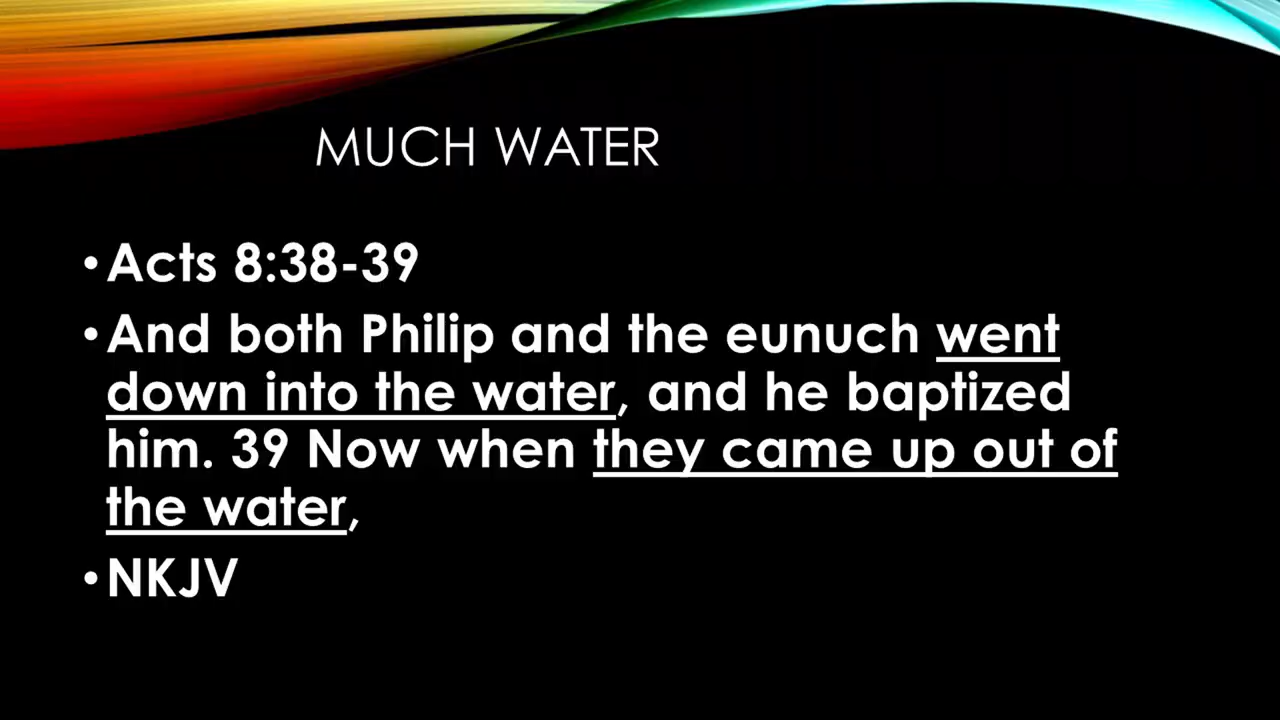 MUCH WATER
•Acts 8:38-39
•And both Philip and the eunuch went
down into the water, and he baptized
him. 39 Now when they came up out of
the water,
•NKJV